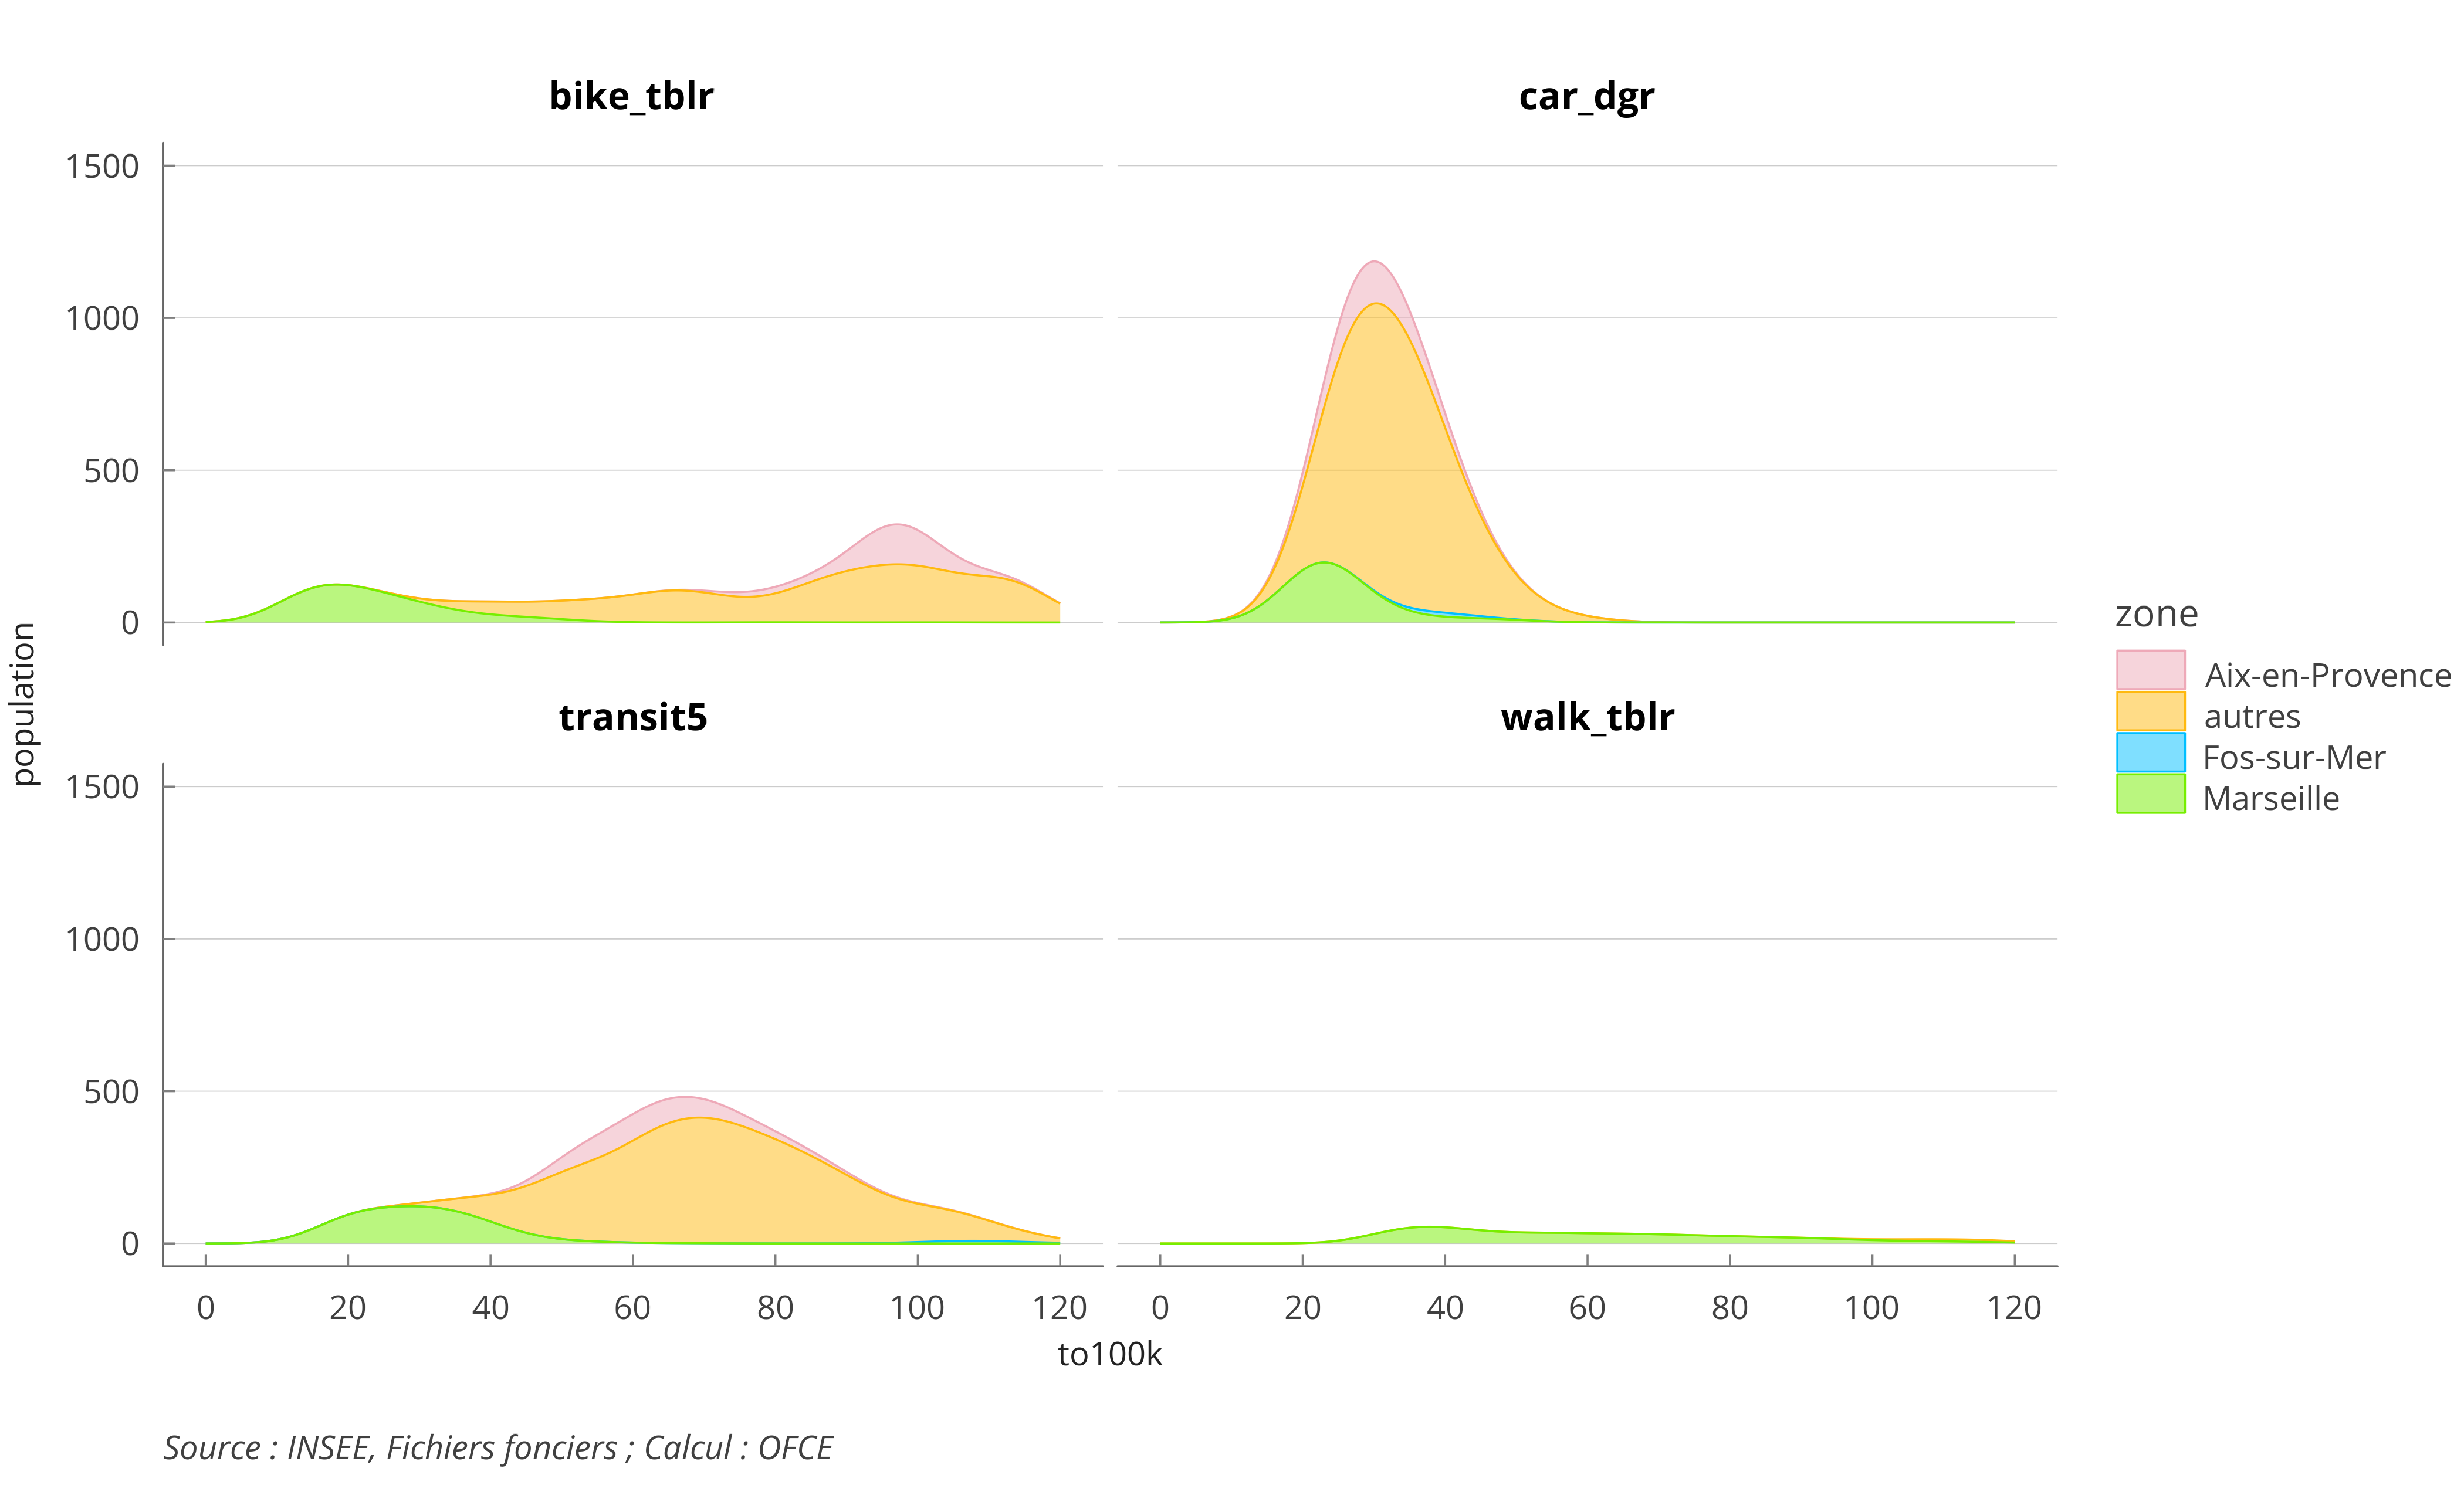 bike_tblr
car_dgr
1500
1000
500
0
transit5
walk_tblr
1500
1000
500
0
0 20 40 60 80 100 120
0 20 40 60 80 100 120
to100k
population
zone
Aix-en-Provence
autres
Fos-sur-Mer
Marseille
Source : INSEE, Fichiers fonciers ; Calcul : OFCE